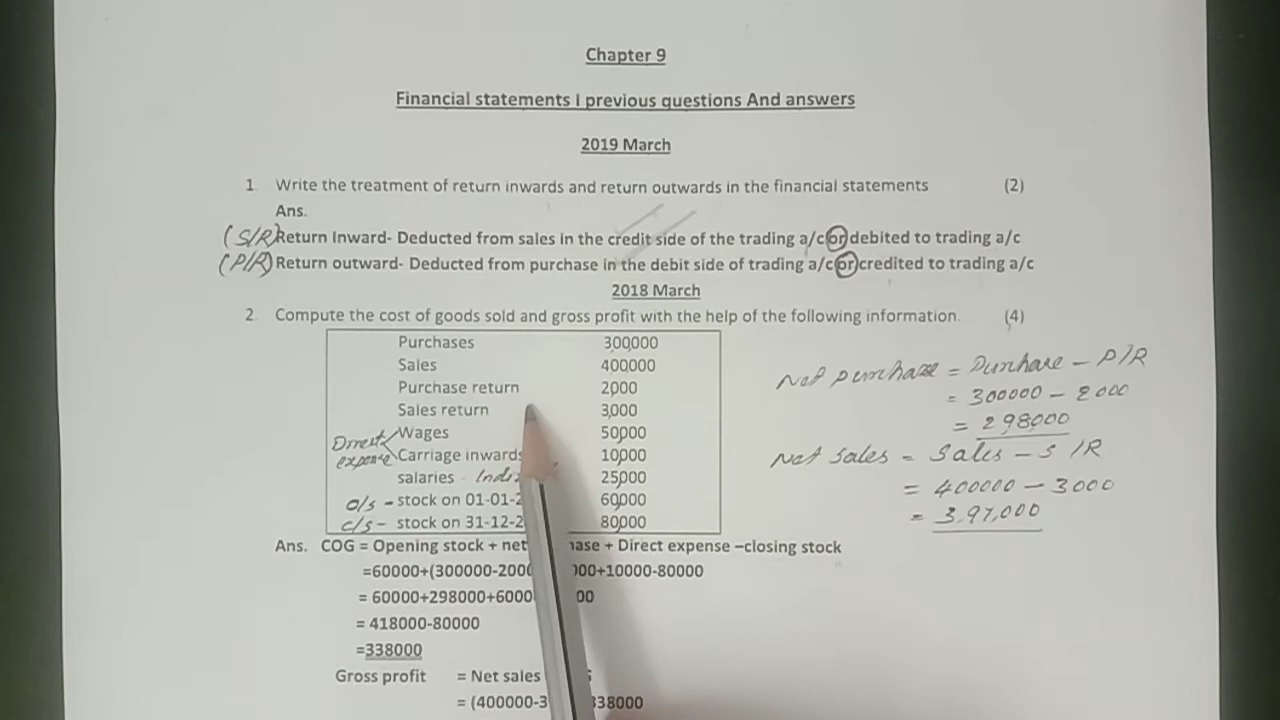 Chapter 9
Financial statements I previous questions And answers
2019 March
1. Write the treatment of return inwards and return outwards in the financial statements (2)
Ans.
(S/R) Return Inward- Deducted from sales in the credit side of the trading a/c or debited to trading a/c
(P/R) Return outward- Deducted from purchase in the debit side of trading a/c or credited to trading a/c
2018 March
2. Compute the cost of goods sold and gross profit with the help of the following information. (4)
Purchases 300000
Sales 400000
Purchase return 2000
Sales return 3000
Direct expense
Wages 50000
Carriage inwards 10000
salaries - 25000
o/s - stock on 01-01-2 60000
c/s - stock on 31-12-2 80000
Net purchase = Purchase - P/R
= 300000 - 2000
= 298000
Net sales = Sales - S/R
= 400000 - 3000
= 397,000
Ans. COG = Opening stock + net + Direct expense –closing stock
=60000+(300000-2000 +10000-80000
= 60000+298000+6000
= 418000-80000
=338000
Gross profit = Net sales
= (400000-3 338000